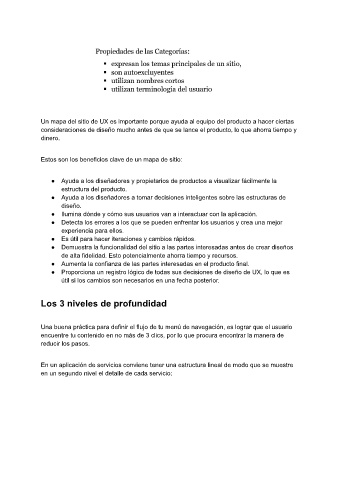 Propiedades de las Categorías:
• expresan los temas principales de un sitio,
• son autoexcluyentes
• utilizan nombres cortos
• utilizan terminología del usuario
Un mapa del sitio de UX es importante porque ayuda al equipo del producto a hacer ciertas
consideraciones de diseño mucho antes de que se lance el producto, lo que ahorra tiempo y
dinero.
Estos son los beneficios clave de un mapa de sitio:
● Ayuda a los diseñadores y propietarios de productos a visualizar fácilmente la
estructura del producto.
● Ayuda a los diseñadores a tomar decisiones inteligentes sobre las estructuras de
diseño.
● Ilumina dónde y cómo sus usuarios van a interactuar con la aplicación.
● Detecta los errores a los que se pueden enfrentar los usuarios y crea una mejor
experiencia para ellos.
● Es útil para hacer iteraciones y cambios rápidos.
● Demuestra la funcionalidad del sitio a las partes interesadas antes de crear diseños
de alta fidelidad. Esto potencialmente ahorra tiempo y recursos.
● Aumenta la confianza de las partes interesadas en el producto final.
● Proporciona un registro lógico de todas sus decisiones de diseño de UX, lo que es
útil si los cambios son necesarios en una fecha posterior.
Los 3 niveles de profundidad
Una buena práctica para definir el flujo de tu menú de navegación, es lograr que el usuario
encuentre tu contenido en no más de 3 clics, por lo que procura encontrar la manera de
reducir los pasos.
En un aplicación de servicios conviene tener una estructura lineal de modo que se muestre
en un segundo nivel el detalle de cada servicio: